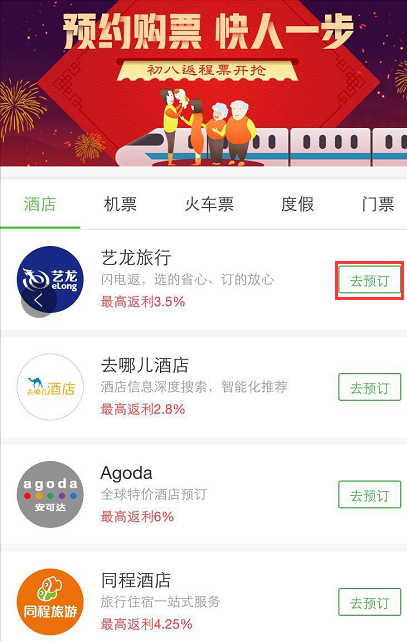 预约购票 快人一步
初八返程票开抢
酒店 机票 火车票 度假 门票
艺龙
eLong
艺龙旅行
闪电返,选的省心、订的放心
最高返利3.5%
去预订
去哪儿酒店
去哪儿酒店
酒店信息深度搜索,智能化推荐
最高返利2.8%
去预订
agoda
安可达
Agoda
全球特价酒店预订
最高返利6%
去预订
同程旅游
同程酒店
旅行住宿一站式服务
最高返利4.25%
去预订